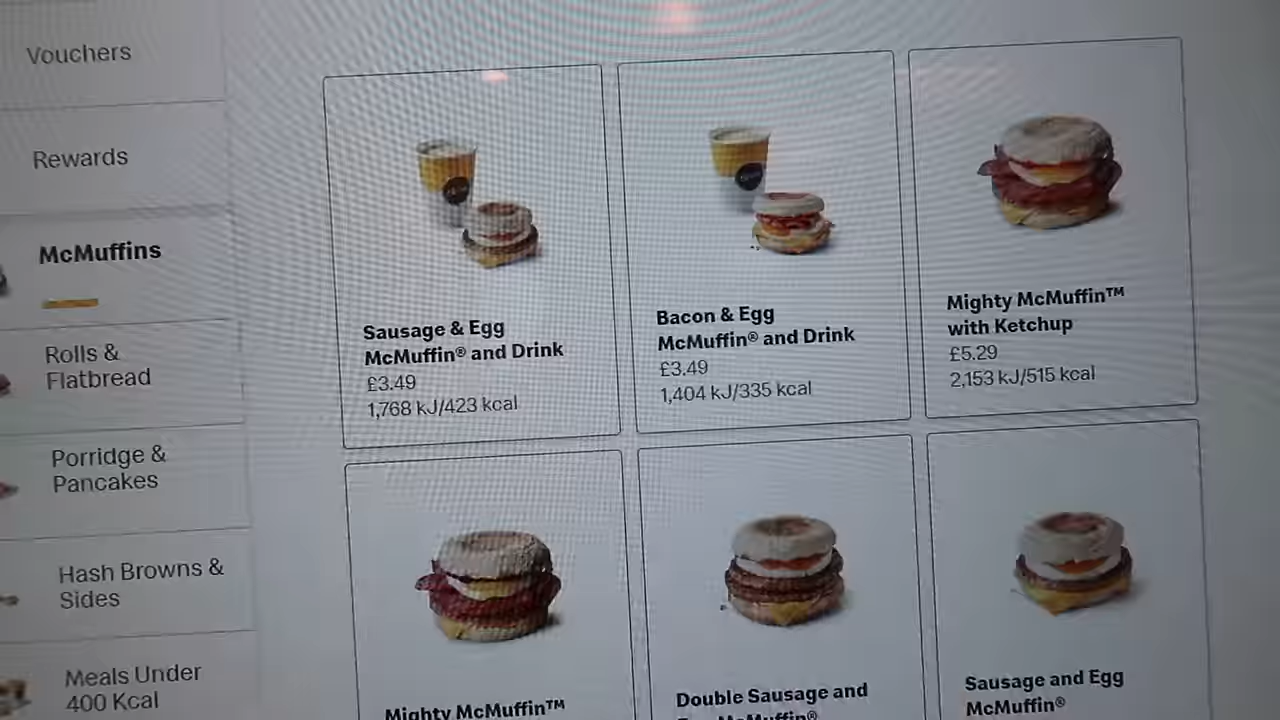 Vouchers
Rewards
McMuffins
Rolls &
Flatbread
Porridge &
Pancakes
Hash Browns &
Sides
Meals Under
400 Kcal
Sausage & Egg
McMuffin® and Drink
£3.49
1,768 kJ/423 kcal
Bacon & Egg
McMuffin® and Drink
£3.49
1,404 kJ/335 kcal
Mighty McMuffin™
with Ketchup
£5.29
2,153 kJ/515 kcal
Mighty McMuffin™
Double Sausage and
Egg McMuffin®
Sausage and Egg
McMuffin®